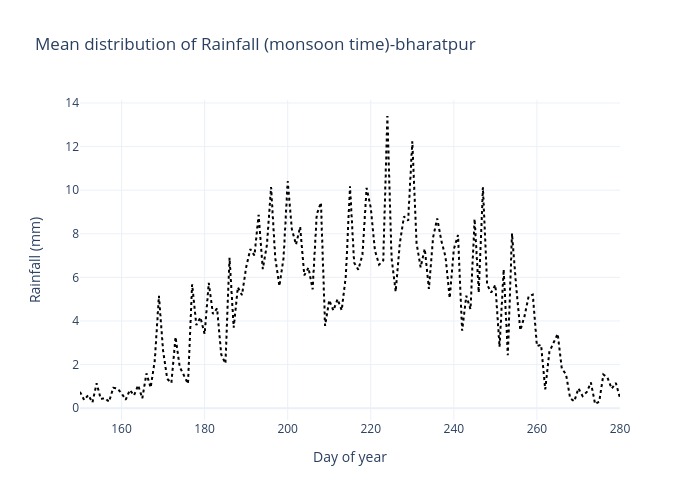 Mean distribution of Rainfall (monsoon time)-bharatpur
14
12
10
8
6
4
2
0
Rainfall (mm)
160 180 200 220 240 260 280
Day of year